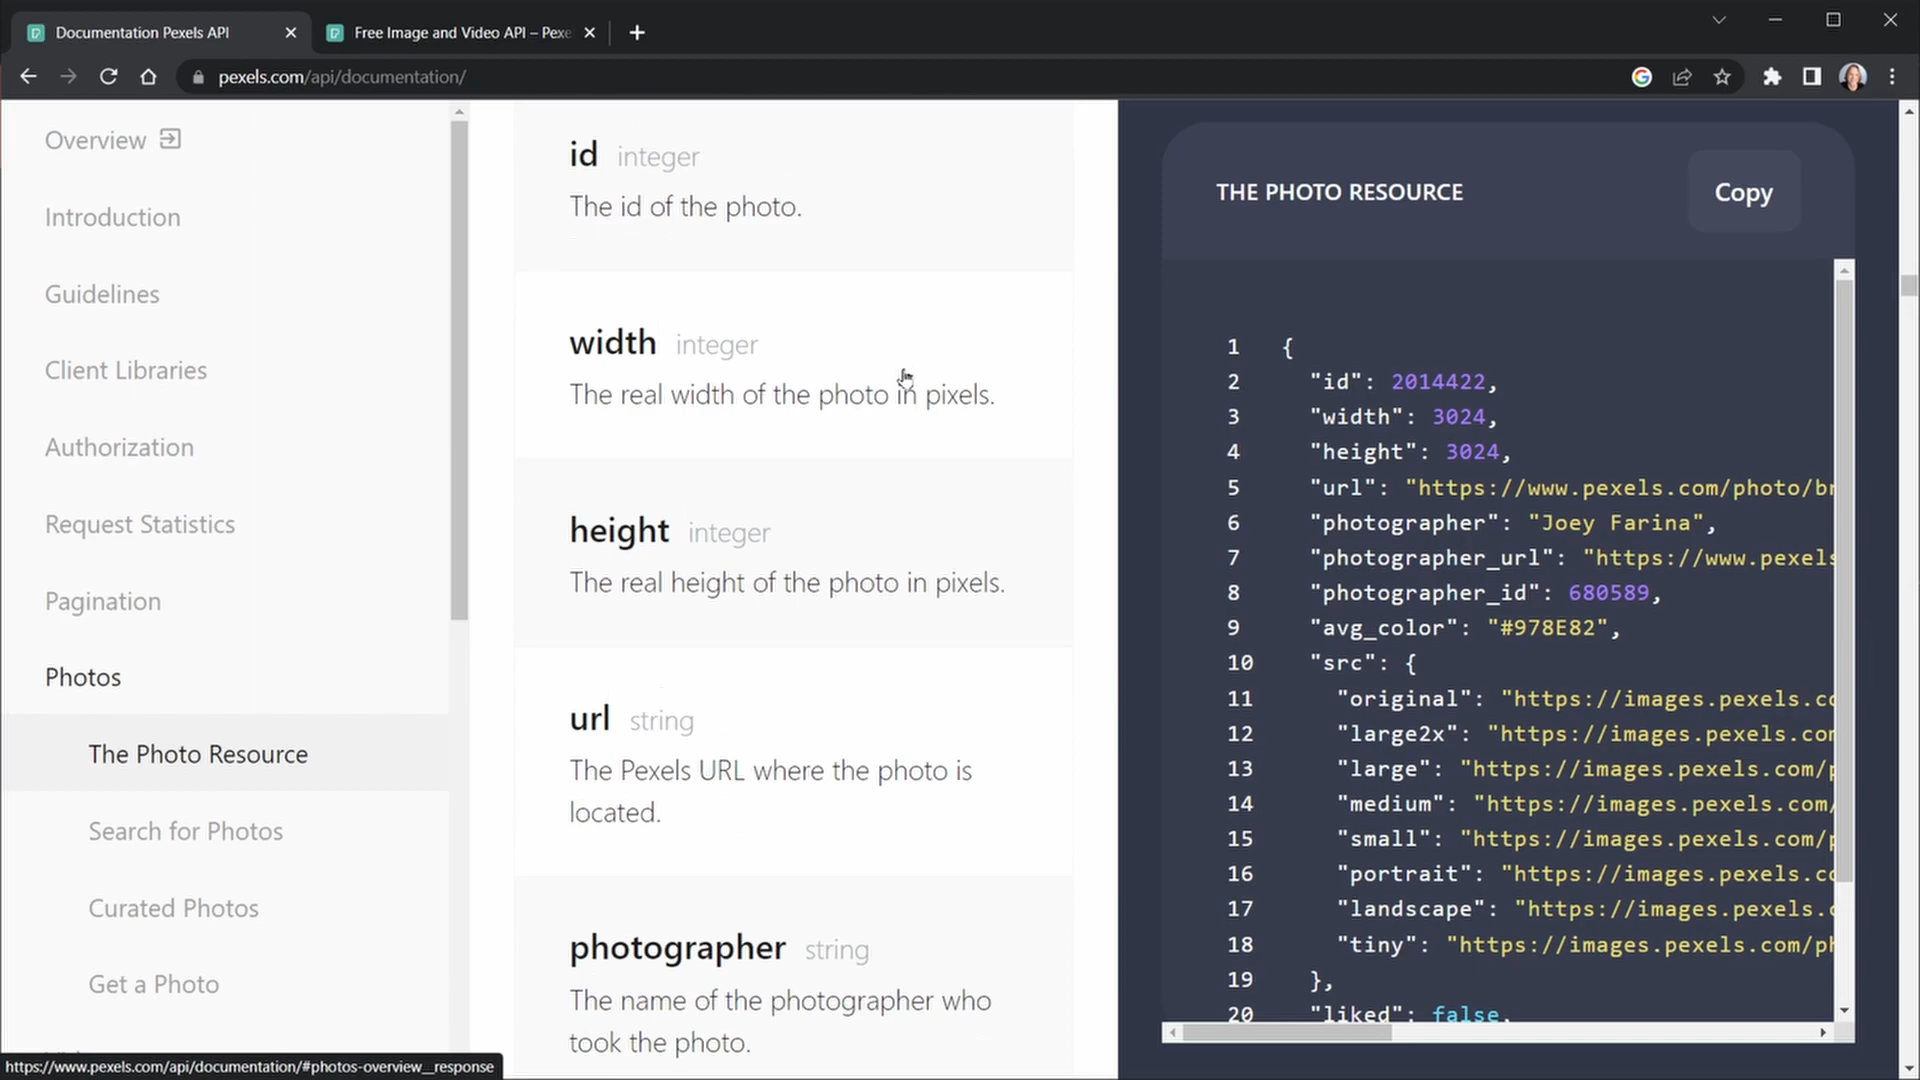 Documentation Pexels API
Free Image and Video API – Pexe
pexels.com/api/documentation/
Overview
Introduction
Guidelines
Client Libraries
Authorization
Request Statistics
Pagination
Photos
The Photo Resource
Search for Photos
Curated Photos
Get a Photo
https://www.pexels.com/api/documentation/#photos-overview__response
id integer
The id of the photo.
width integer
The real width of the photo in pixels.
height integer
The real height of the photo in pixels.
url string
The Pexels URL where the photo is
located.
photographer string
The name of the photographer who
took the photo.
THE PHOTO RESOURCE
Copy
1 {
2 "id": 2014422,
3 "width": 3024,
4 "height": 3024,
5 "url": "https://www.pexels.com/photo/br
6 "photographer": "Joey Farina",
7 "photographer_url": "https://www.pexels
8 "photographer_id": 680589,
9 "avg_color": "#978E82",
10 "src": {
11 "original": "https://images.pexels.co
12 "large2x": "https://images.pexels.com
13 "large": "https://images.pexels.com/p
14 "medium": "https://images.pexels.com/
15 "small": "https://images.pexels.com/p
16 "portrait": "https://images.pexels.co
17 "landscape": "https://images.pexels.c
18 "tiny": "https://images.pexels.com/ph
19 },
20 "liked": false,